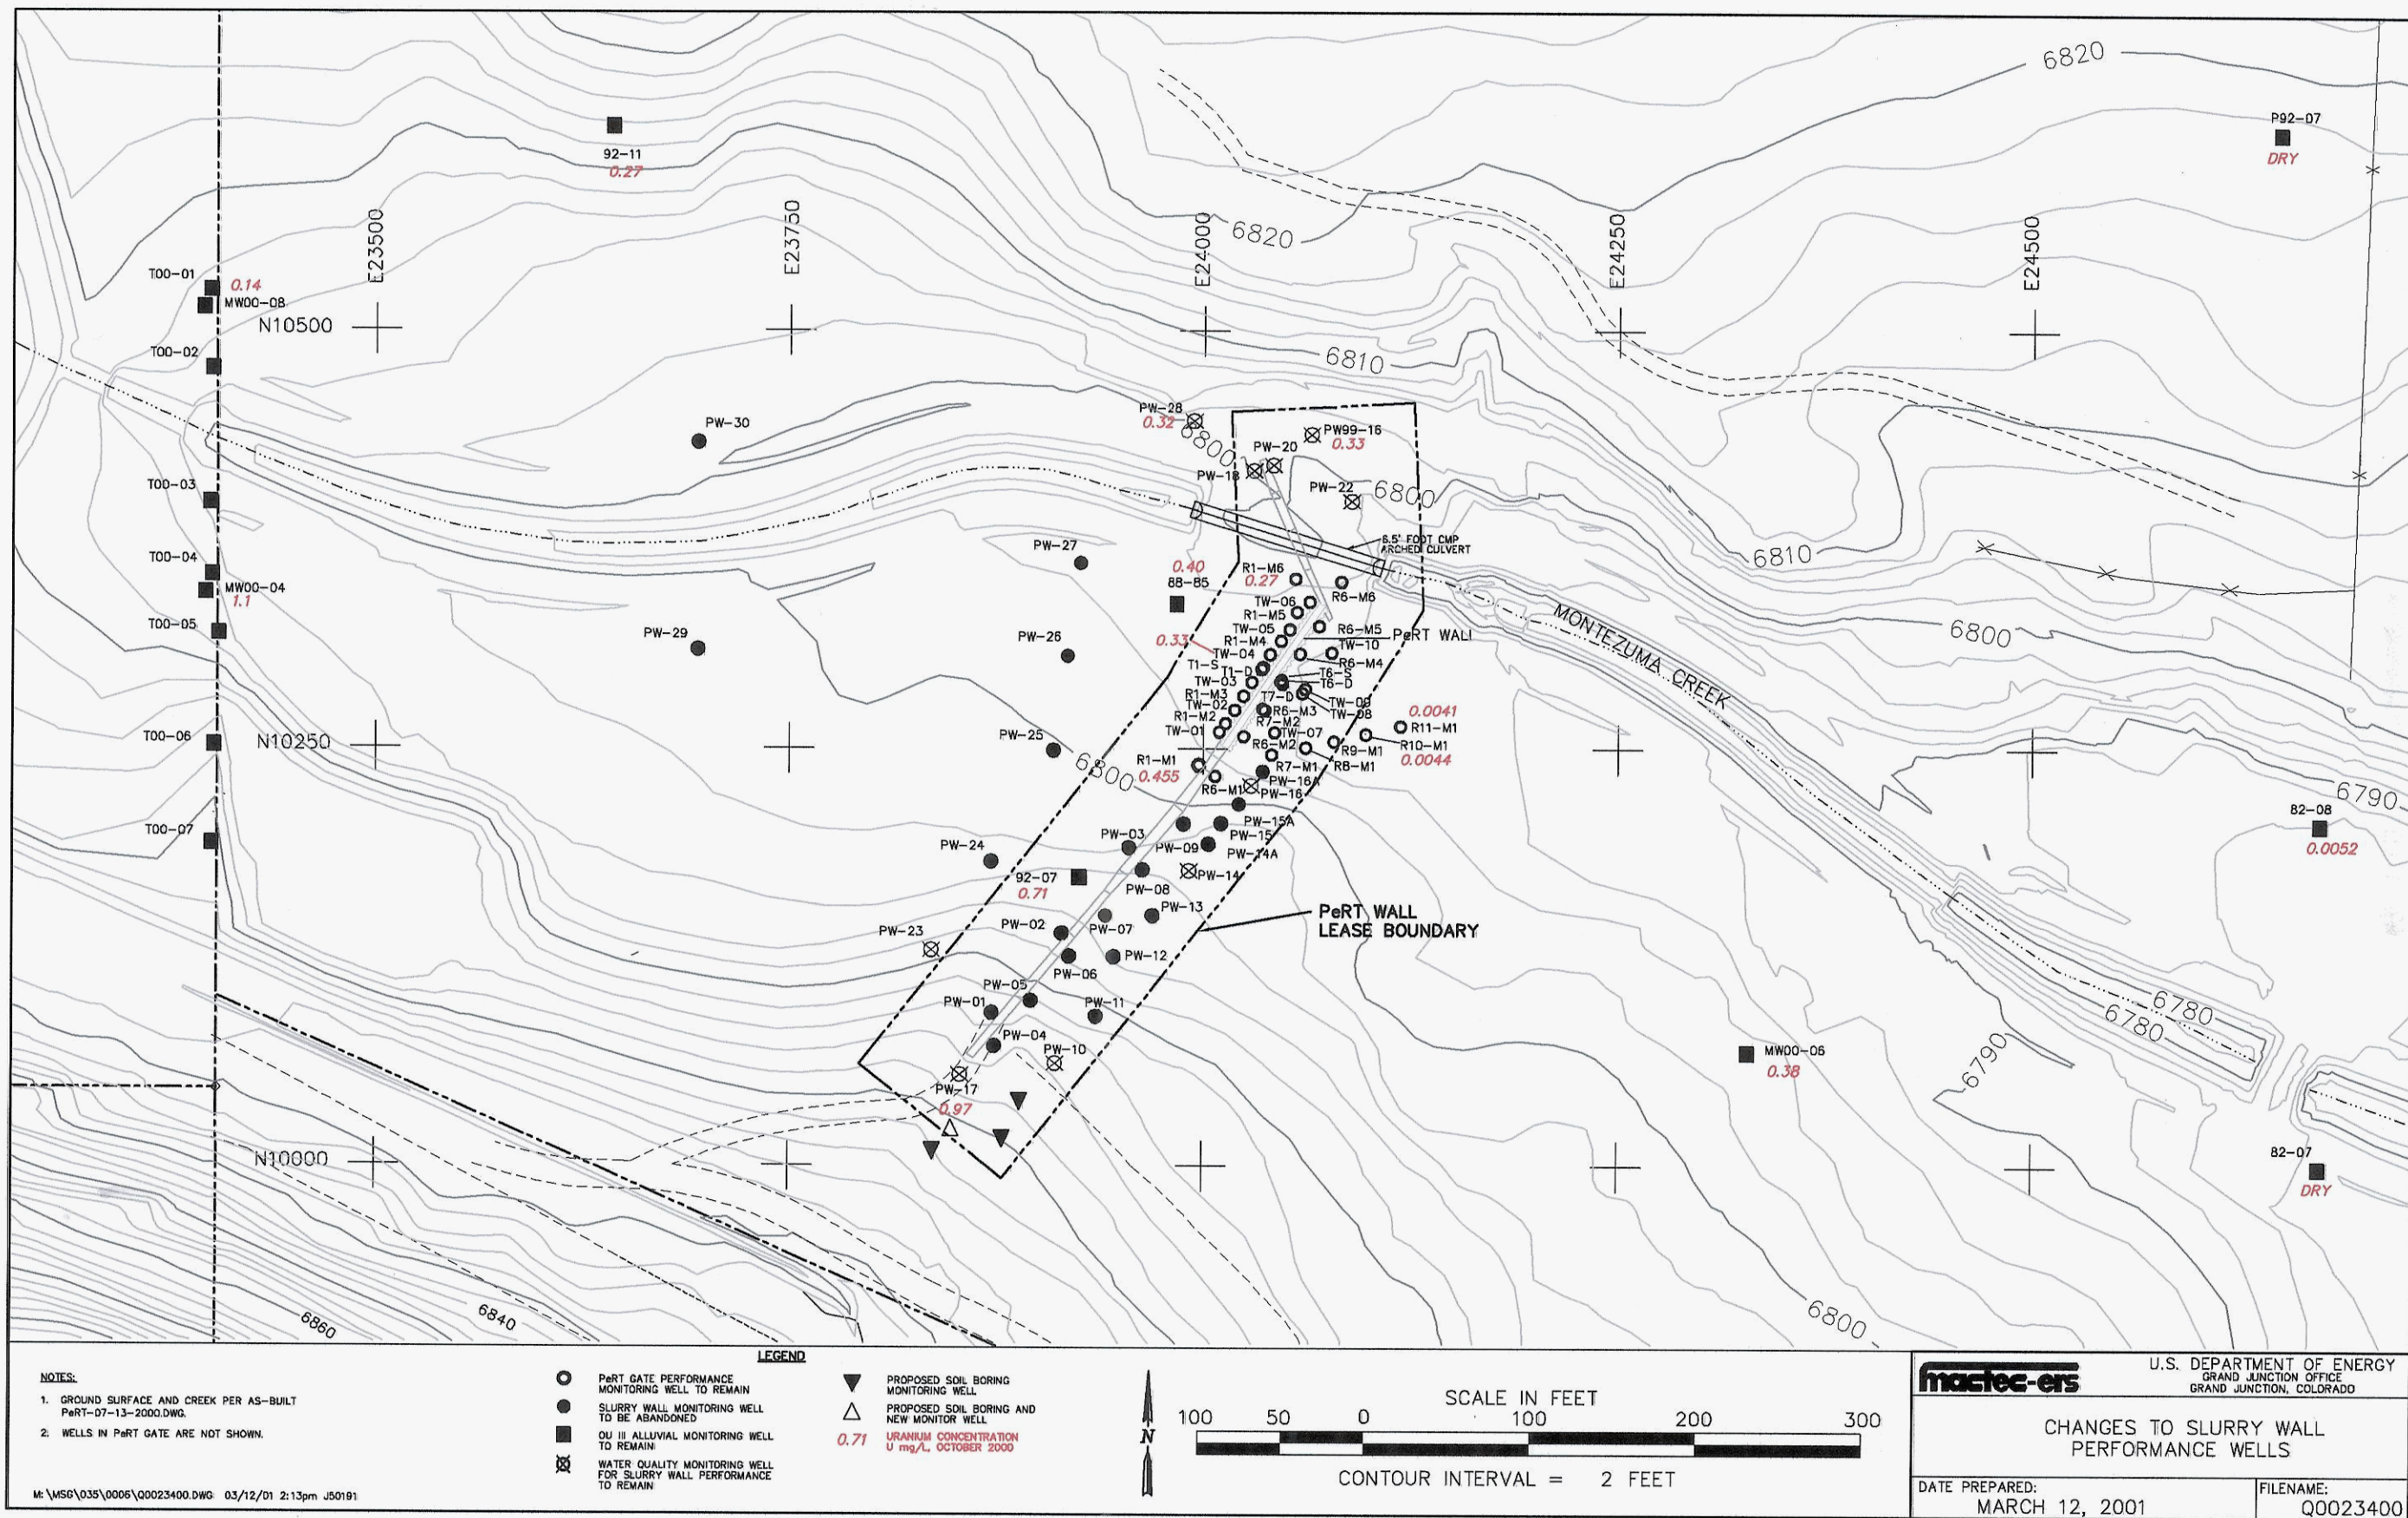 6820
P92-07
DRY
92-11
0.27
E23500
E23750
E24000
E24250
E24500
6820
T00-01
0.14
MW00-08
N10500
T00-02
6810
PW-28
0.32
6800
PW99-16
0.33
PW-30
PW-20
PW-18
PW-22
6800
T00-03
6.5' FOOT CMP
ARCHED CULVERT
6810
PW-27
0.40
88-85
R1-M6
0.27
R6-M6
T00-04
MW00-04
1.1
T00-05
TW-06
R1-M5
TW-05
R6-M5
PeRT WALL
MONTEZUMA CREEK
6800
PW-29
PW-26
0.33
R1-M4
TW-10
TW-04
R6-M4
T1-S
T1-D
T6-S
T6-D
TW-03
R1-M3
T7-D
TW-09
TW-02
R6-M3
TW-08
R1-M2
R7-M2
0.0041
R11-M1
TW-01
TW-07
T00-06
N10250
PW-25
R6-M2
R9-M1
R10-M1
0.0044
6800
R1-M1
0.455
R7-M1
R8-M1
R6-M1
PW-16A
PW-16
6790
82-08
0.0052
T00-07
PW-03
PW-15A
PW-15
PW-24
PW-09
PW-14A
92-07
0.71
PW-14
PW-08
PW-13
PeRT WALL
LEASE BOUNDARY
PW-23
PW-02
PW-07
PW-12
PW-06
PW-05
PW-01
PW-11
6780
6780
PW-04
PW-10
6790
MW00-06
0.38
PW-17
0.97
N10000
82-07
DRY
6860
6840
6800
NOTES:
1. GROUND SURFACE AND CREEK PER AS-BUILT
PeRT-07-13-2000.DWG.
2. WELLS IN PeRT GATE ARE NOT SHOWN.
M:\MSG\035\0006\Q0023400.DWG 03/12/01 2:13pm J50191
LEGEND
PeRT GATE PERFORMANCE
MONITORING WELL TO REMAIN
SLURRY WALL MONITORING WELL
TO BE ABANDONED
OU III ALLUVIAL MONITORING WELL
TO REMAIN
WATER QUALITY MONITORING WELL
FOR SLURRY WALL PERFORMANCE
TO REMAIN
PROPOSED SOIL BORING
MONITORING WELL
PROPOSED SOIL BORING AND
NEW MONITOR WELL
0.71 URANIUM CONCENTRATION
U mg/L, OCTOBER 2000
N
SCALE IN FEET
100 50 0 100 200 300
CONTOUR INTERVAL = 2 FEET
mactec-ers
U.S. DEPARTMENT OF ENERGY
GRAND JUNCTION OFFICE
GRAND JUNCTION, COLORADO
CHANGES TO SLURRY WALL
PERFORMANCE WELLS
DATE PREPARED:
MARCH 12, 2001
FILENAME:
Q0023400